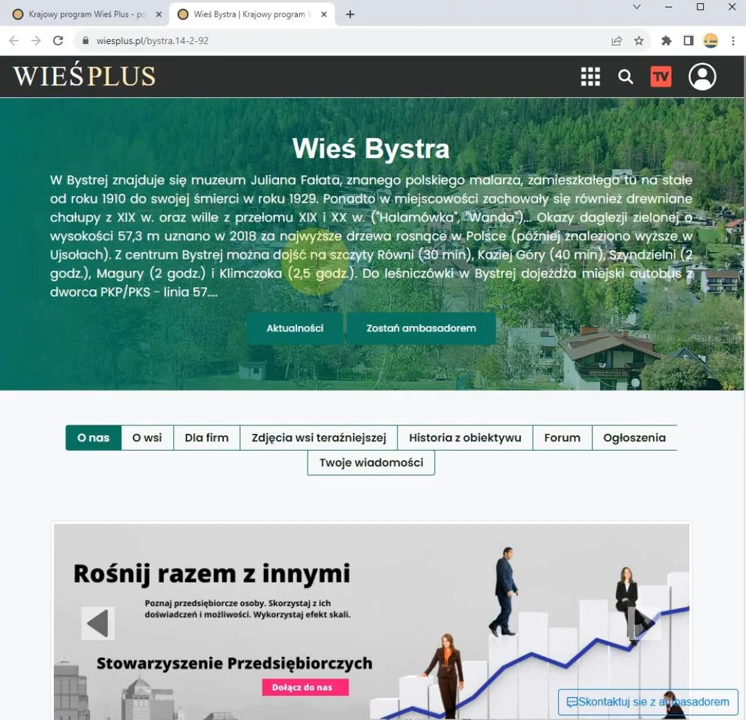 Krajowy program Wieś Plus - po
Wieś Bystra | Krajowy program W
wiesplus.pl/bystra.14-2-92
WIEŚPLUS
TV
Wieś Bystra
W Bystrej znajduje się muzeum Juliana Fałata, znanego polskiego malarza, zamieszkałego tu na stałe
od roku 1910 do swojej śmierci w roku 1929. Ponadto w miejscowości zachowały się również drewniane
chałupy z XIX w. oraz wille z przełomu XIX i XX w. ("Halamówka", "Wanda")... Okazy daglezji zielonej o
wysokości 57,3 m uznano w 2018 za najwyższe drzewa rosnące w Polsce (później znaleziono wyższe w
Ujsołach). Z centrum Bystrej można dojść na szczyty Równi (30 min), Koziej Góry (40 min), Szyndzielni (2
godz.), Magury (2 godz.) i Klimczoka (2,5 godz.). Do leśniczówki w Bystrej dojeżdża miejski autobus z
dworca PKP/PKS - linia 57....
Aktualności
Zostań ambasadorem
O nas
O wsi
Dla firm
Zdjęcia wsi teraźniejszej
Historia z obiektywu
Forum
Ogłoszenia
Twoje wiadomości
Rośnij razem z innymi
Poznaj przedsiębiorcze osoby. Skorzystaj z ich
doświadczeń i możliwości. Wykorzystaj efekt skali.
Stowarzyszenie Przedsiębiorczych
Dołącz do nas
Skontaktuj sie z ambasadorem